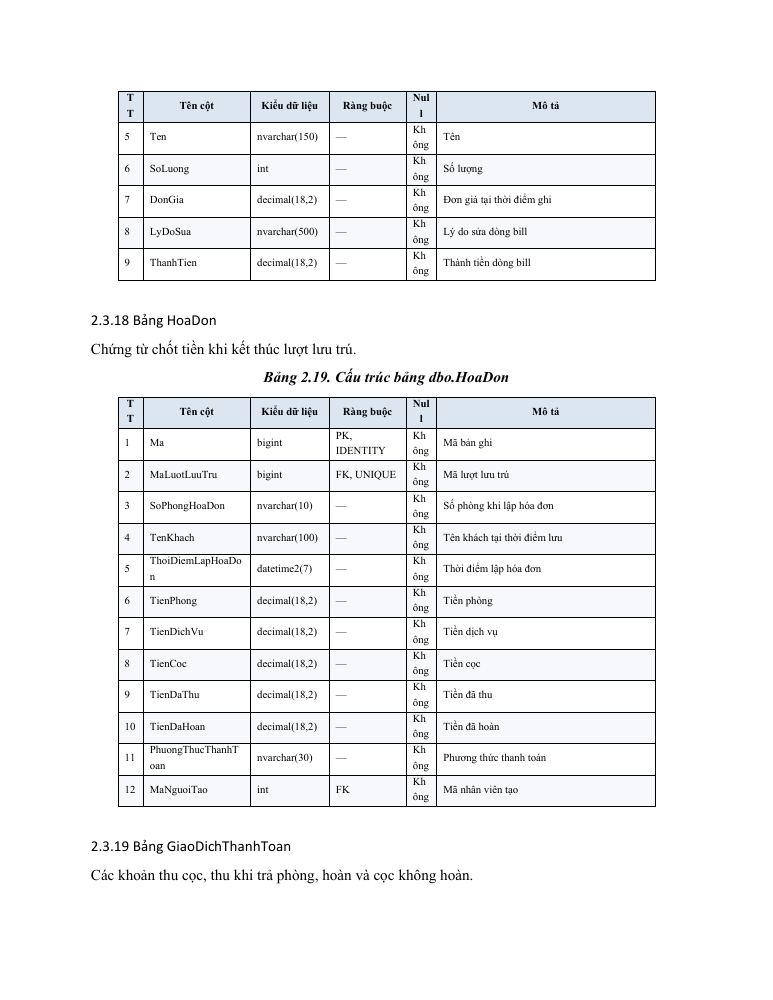 T
T
Tên cột
Kiểu dữ liệu
Ràng buộc
Nul
l
Mô tả
5
Ten
nvarchar(150)
—
Kh
ông
Tên
6
SoLuong
int
—
Kh
ông
Số lượng
7
DonGia
decimal(18,2)
—
Kh
ông
Đơn giá tại thời điểm ghi
8
LyDoSua
nvarchar(500)
—
Kh
ông
Lý do sửa dòng bill
9
ThanhTien
decimal(18,2)
—
Kh
ông
Thành tiền dòng bill
2.3.18 Bảng HoaDon
Chứng từ chốt tiền khi kết thúc lượt lưu trú.
Bảng 2.19. Cấu trúc bảng dbo.HoaDon
T
T
Tên cột
Kiểu dữ liệu
Ràng buộc
Nul
l
Mô tả
1
Ma
bigint
PK,
IDENTITY
Kh
ông
Mã bản ghi
2
MaLuotLuuTru
bigint
FK, UNIQUE
Kh
ông
Mã lượt lưu trú
3
SoPhongHoaDon
nvarchar(10)
—
Kh
ông
Số phòng khi lập hóa đơn
4
TenKhach
nvarchar(100)
—
Kh
ông
Tên khách tại thời điểm lưu
5
ThoiDiemLapHoaDo
n
datetime2(7)
—
Kh
ông
Thời điểm lập hóa đơn
6
TienPhong
decimal(18,2)
—
Kh
ông
Tiền phòng
7
TienDichVu
decimal(18,2)
—
Kh
ông
Tiền dịch vụ
8
TienCoc
decimal(18,2)
—
Kh
ông
Tiền cọc
9
TienDaThu
decimal(18,2)
—
Kh
ông
Tiền đã thu
10
TienDaHoan
decimal(18,2)
—
Kh
ông
Tiền đã hoàn
11
PhuongThucThanhT
oan
nvarchar(30)
—
Kh
ông
Phương thức thanh toán
12
MaNguoiTao
int
FK
Kh
ông
Mã nhân viên tạo
2.3.19 Bảng GiaoDichThanhToan
Các khoản thu cọc, thu khi trả phòng, hoàn và cọc không hoàn.